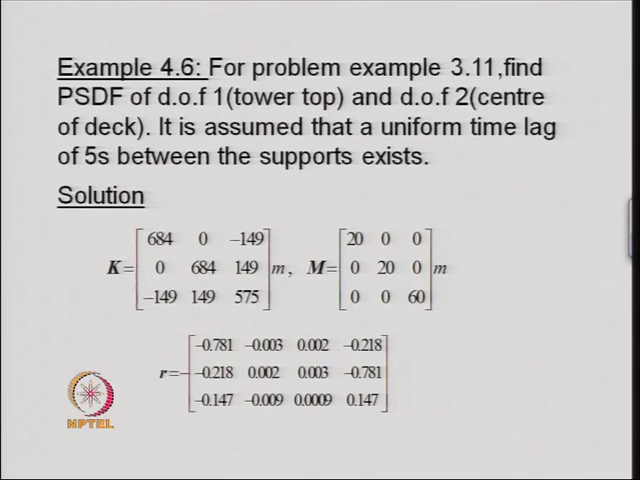 Example 4.6: For problem example 3.11,find
PSDF of d.o.f 1(tower top) and d.o.f 2(centre
of deck). It is assumed that a uniform time lag
of 5s between the supports exists.
Solution
K= [684 0 –149; 0 684 149; –149 149 575] m, M= [20 0 0; 0 20 0; 0 0 60] m
r=– [–0.781 –0.003 0.002 –0.218; –0.218 0.002 0.003 –0.781; –0.147 –0.009 0.0009 0.147]
NPTEL